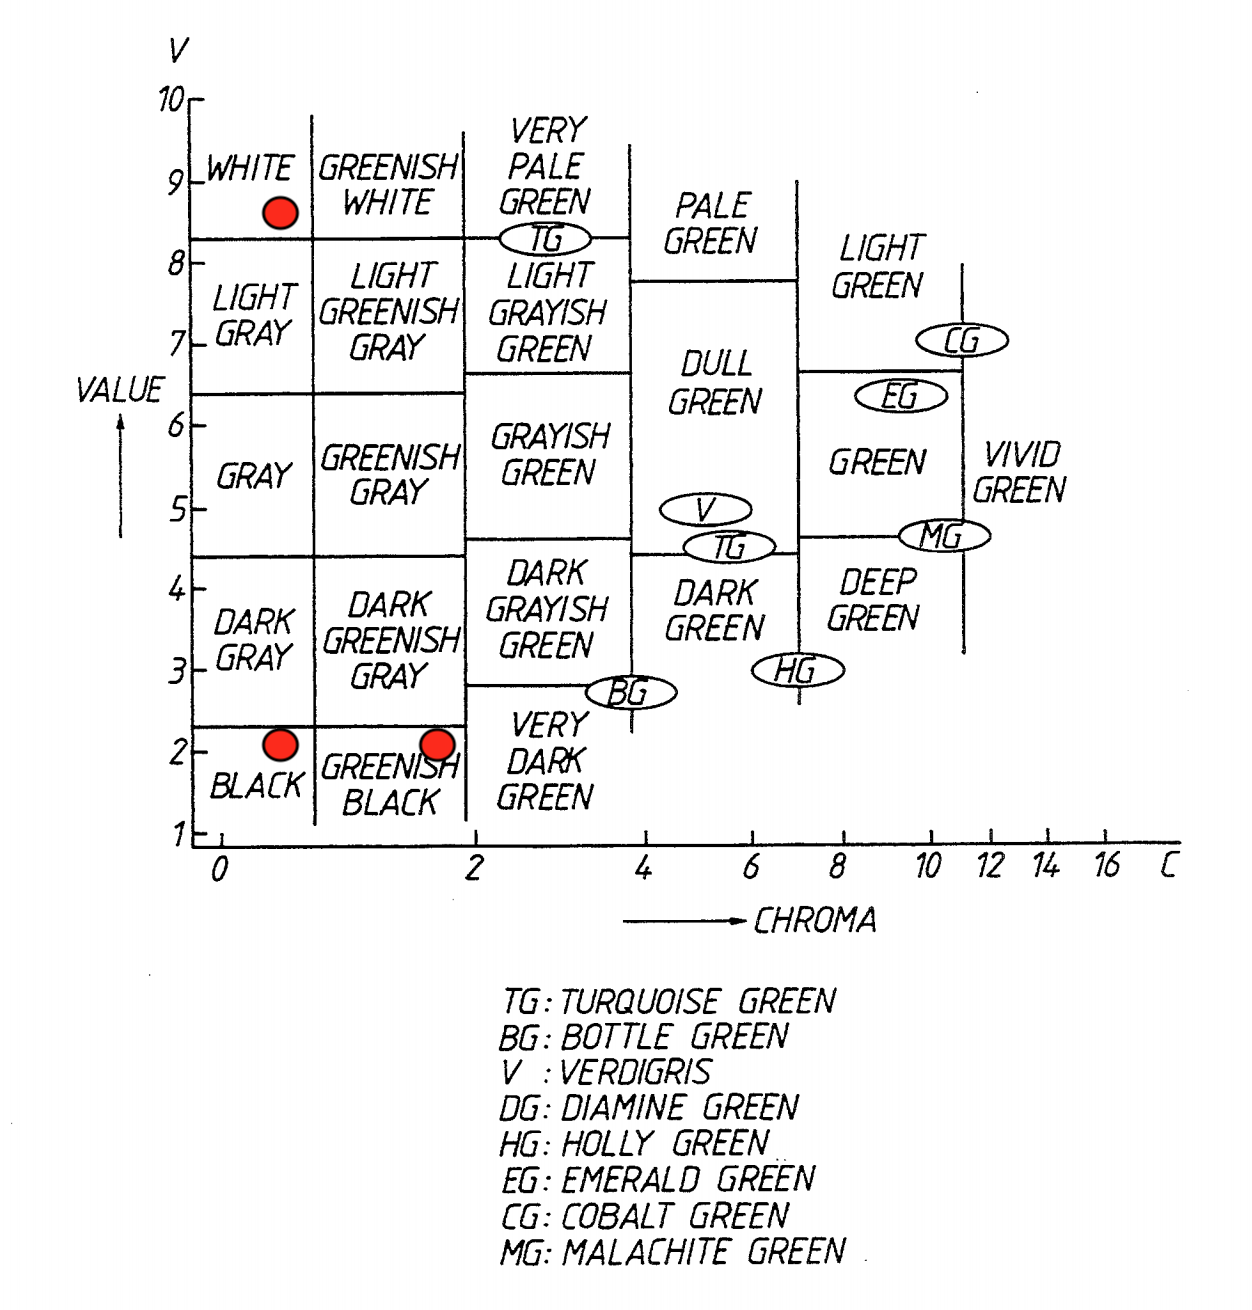 V
10
9
8
7
6
5
4
3
2
1
VALUE
WHITE
GREENISH
WHITE
VERY
PALE
GREEN
PALE
GREEN
LIGHT
GREEN
TG
LIGHT
GRAY
LIGHT
GREENISH
GRAY
LIGHT
GRAYISH
GREEN
DULL
GREEN
CG
EG
GRAY
GREENISH
GRAY
GRAYISH
GREEN
GREEN
VIVID
GREEN
V
TG
MG
DARK
GRAY
DARK
GREENISH
GRAY
DARK
GRAYISH
GREEN
DARK
GREEN
DEEP
GREEN
HG
BG
BLACK
GREENISH
BLACK
VERY
DARK
GREEN
0 2 4 6 8 10 12 14 16 C
CHROMA
TG: TURQUOISE GREEN
BG: BOTTLE GREEN
V : VERDIGRIS
DG: DIAMINE GREEN
HG: HOLLY GREEN
EG: EMERALD GREEN
CG: COBALT GREEN
MG: MALACHITE GREEN